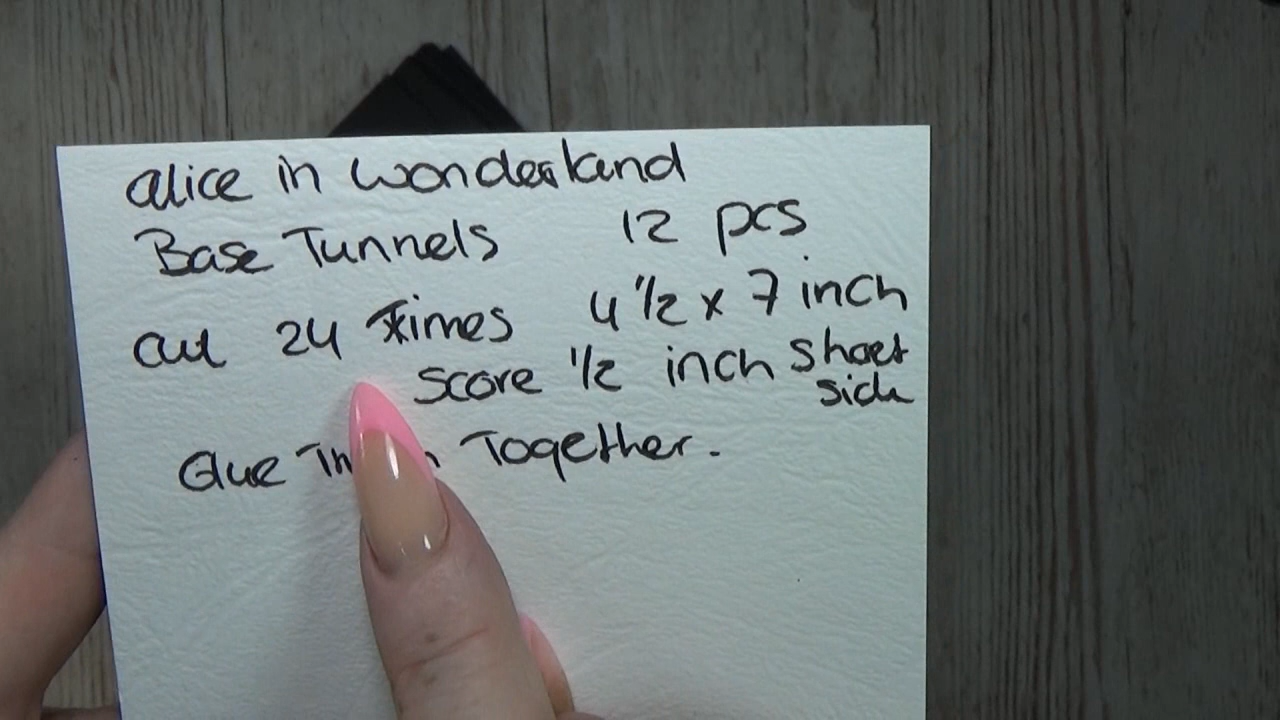 alice in wonderland
Base Tunnels 12 pcs
cut 24 times 4 1/2 x 7 inch
score 1/2 inch short side
Glue Together.